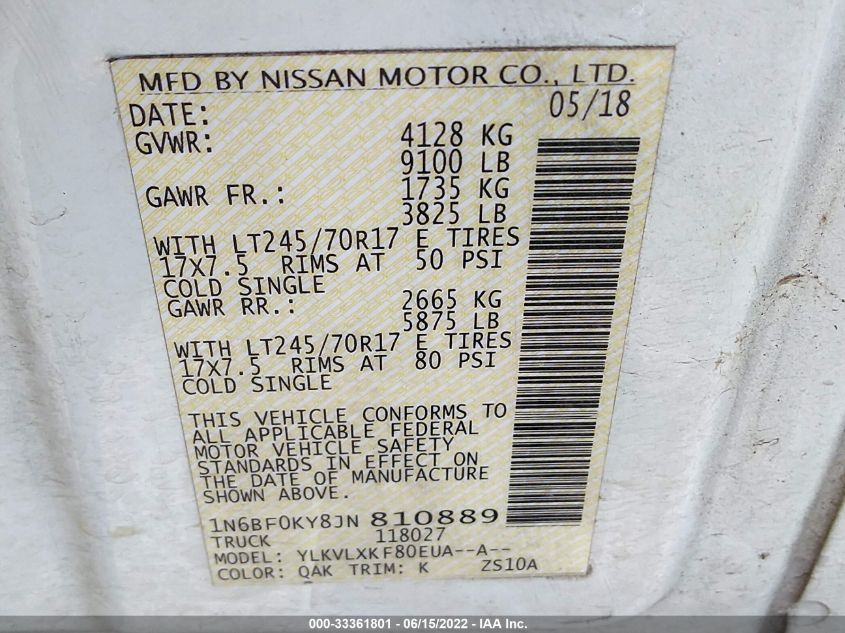 MFD BY NISSAN MOTOR CO., LTD.
DATE: 05/18
GVWR: 4128 KG
9100 LB
GAWR FR.: 1735 KG
3825 LB
WITH LT245/70R17 E TIRES
17X7.5 RIMS AT 50 PSI
COLD SINGLE
GAWR RR.: 2665 KG
5875 LB
WITH LT245/70R17 E TIRES
17X7.5 RIMS AT 80 PSI
COLD SINGLE
THIS VEHICLE CONFORMS TO
ALL APPLICABLE FEDERAL
MOTOR VEHICLE SAFETY
STANDARDS IN EFFECT ON
THE DATE OF MANUFACTURE
SHOWN ABOVE.
1N6BF0KY8JN 810889
TRUCK 118027
MODEL: YLKVLXKF80EUA--A--
COLOR: QAK TRIM: K ZS10A
000-33361801 - 06/15/2022 - IAA Inc.